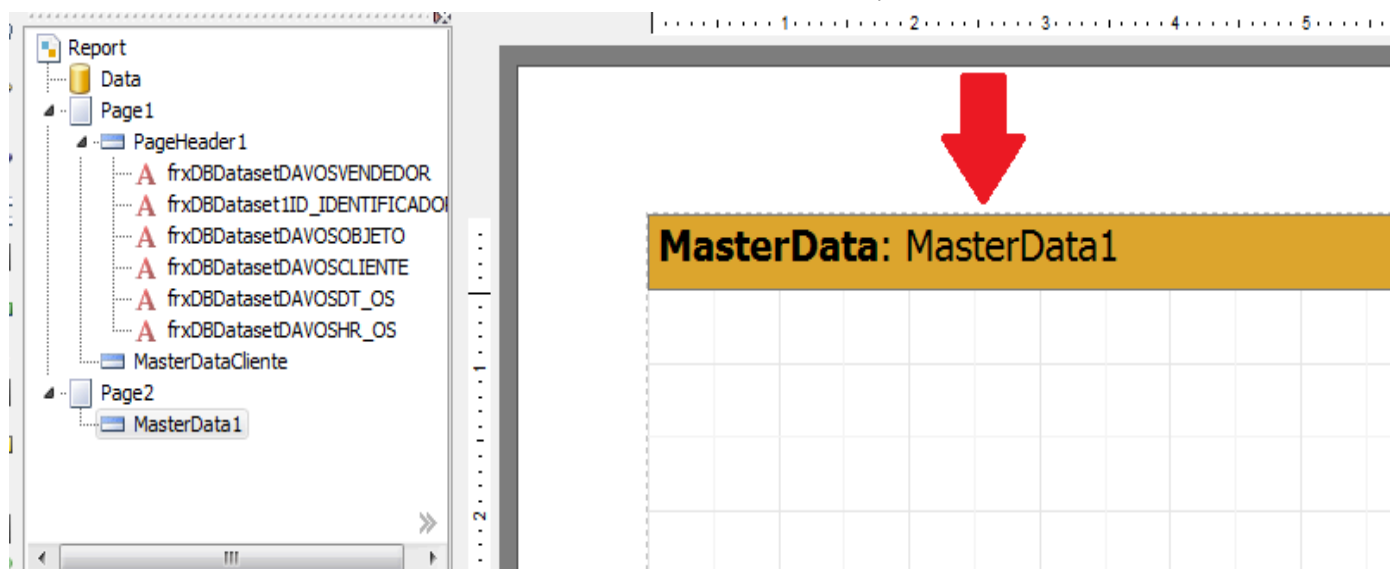 1 2 3 4 5
Report
Data
Page1
PageHeader1
frxDBDatasetDAVOSVENDEDOR
frxDBDataset1ID_IDENTIFICADOR
frxDBDatasetDAVOSOBJETO
frxDBDatasetDAVOSCLIENTE
frxDBDatasetDAVOSDT_OS
frxDBDatasetDAVOSHR_OS
MasterDataCliente
Page2
MasterData1
MasterData: MasterData1
1
2